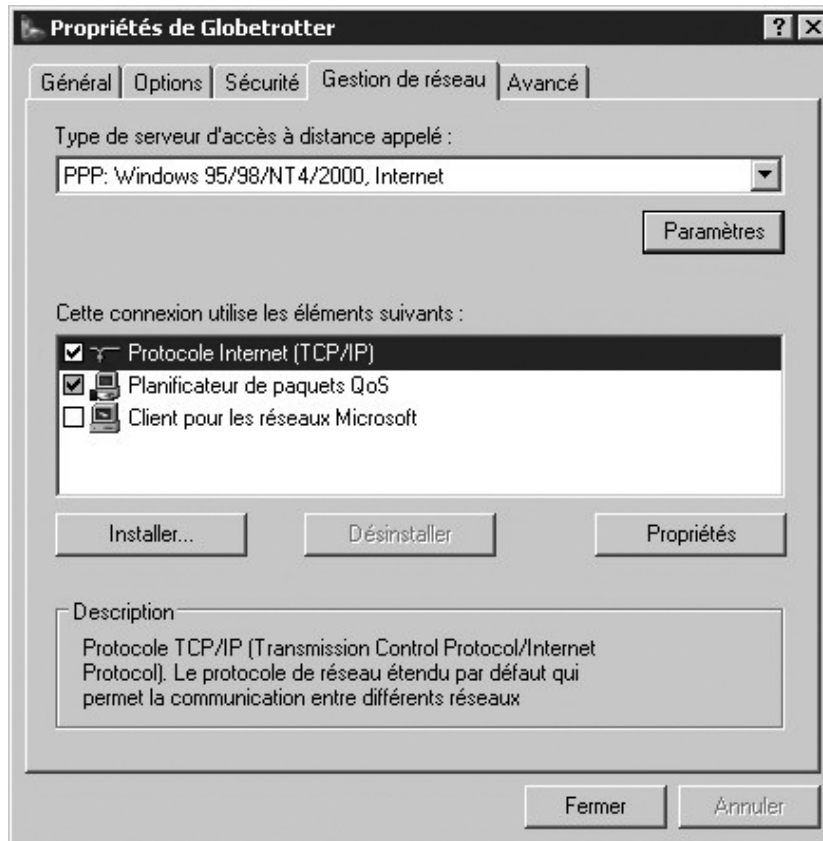 Propriétés de Globetrotter
Général Options Sécurité Gestion de réseau Avancé
Type de serveur d'accès à distance appelé :
PPP: Windows 95/98/NT4/2000, Internet
Paramètres
Cette connexion utilise les éléments suivants :
Protocole Internet (TCP/IP)
Planificateur de paquets QoS
Client pour les réseaux Microsoft
Installer... Désinstaller Propriétés
Description
Protocole TCP/IP (Transmission Control Protocol/Internet
Protocol). Le protocole de réseau étendu par défaut qui
permet la communication entre différents réseaux
Fermer Annuler